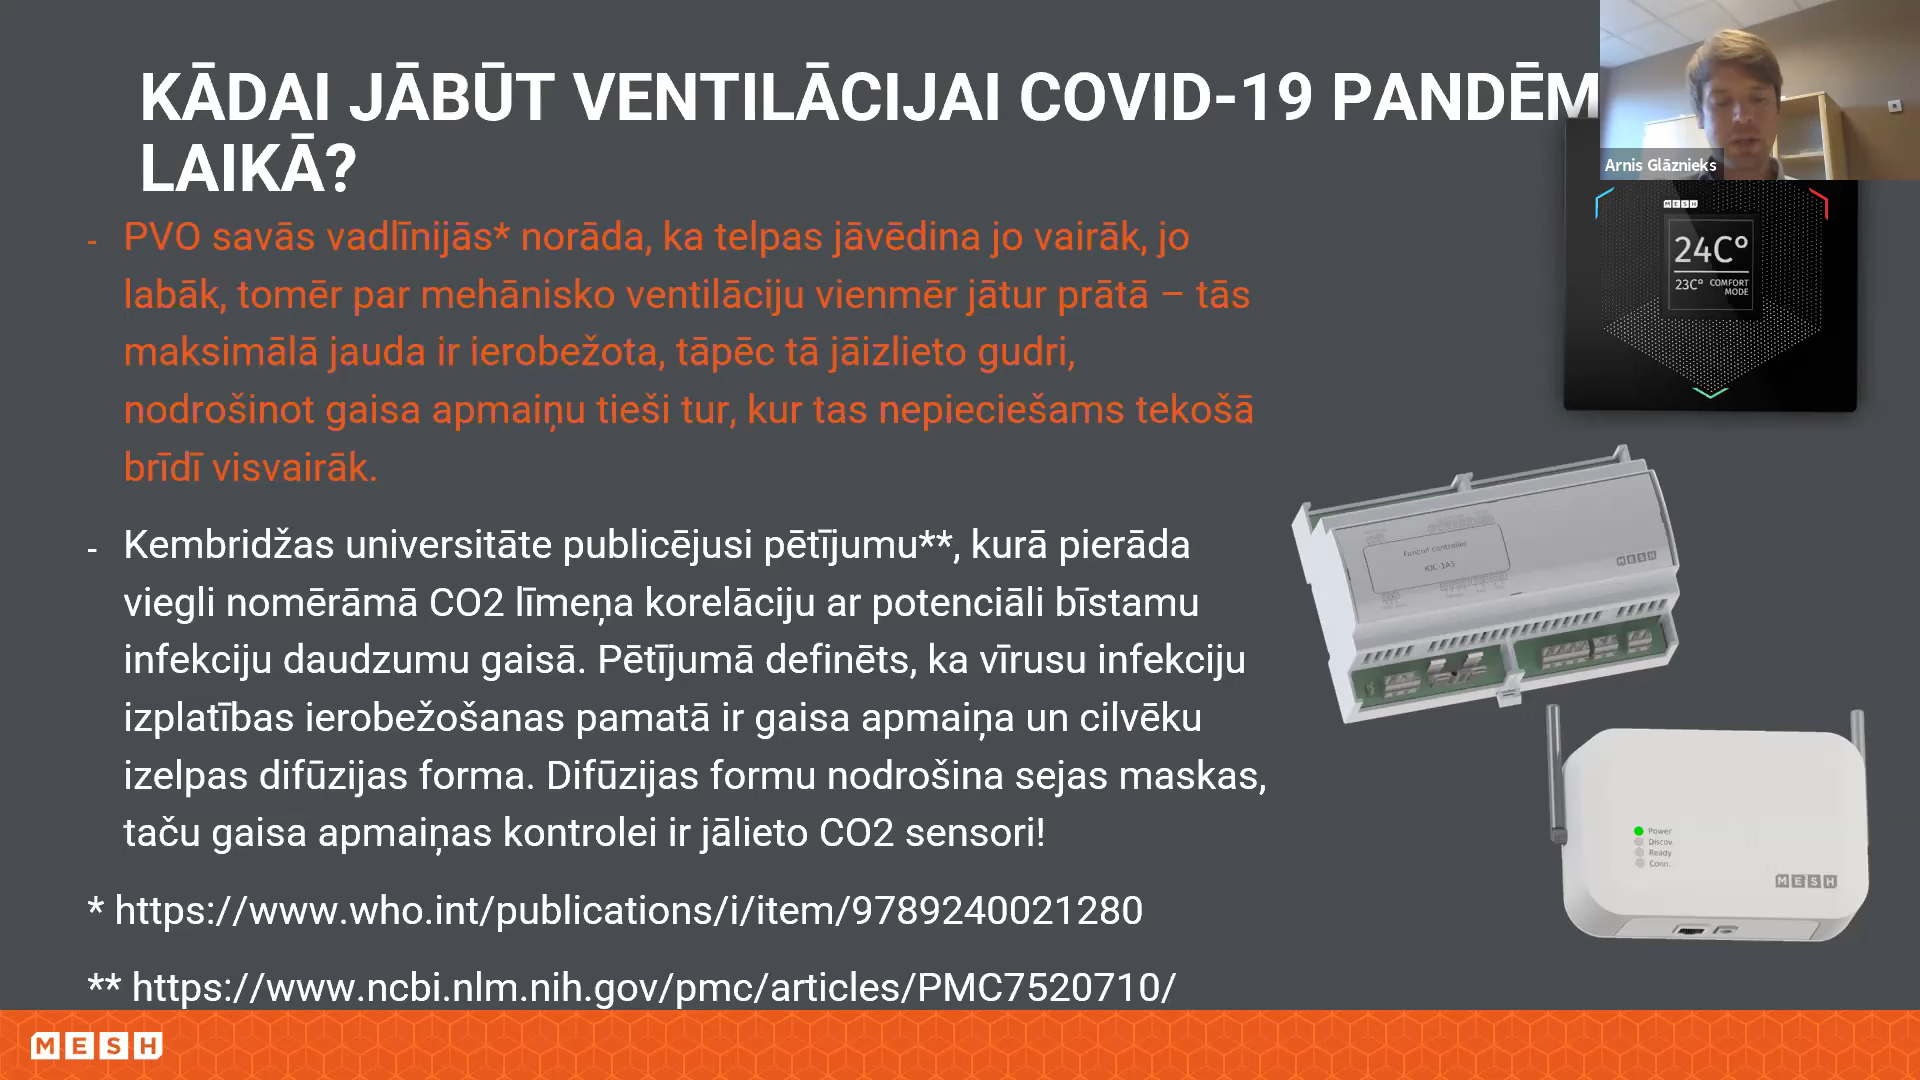 KĀDAI JĀBŪT VENTILĀCIJAI COVID-19 PANDĒM
LAIKĀ?
Arnis Glāznieks
- PVO savās vadlīnijās* norāda, ka telpas jāvēdina jo vairāk, jo
labāk, tomēr par mehānisko ventilāciju vienmēr jātur prātā – tās
maksimālā jauda ir ierobežota, tāpēc tā jāizlieto gudri,
nodrošinot gaisa apmaiņu tieši tur, kur tas nepieciešams tekošā
brīdī visvairāk.
- Kembridžas universitāte publicējusi pētījumu**, kurā pierāda
viegli nomērāmā CO2 līmeņa korelāciju ar potenciāli bīstamu
infekciju daudzumu gaisā. Pētījumā definēts, ka vīrusu infekciju
izplatības ierobežošanas pamatā ir gaisa apmaiņa un cilvēku
izelpas difūzijas forma. Difūzijas formu nodrošina sejas maskas,
taču gaisa apmaiņas kontrolei ir jālieto CO2 sensori!
* https://www.who.int/publications/i/item/9789240021280
** https://www.ncbi.nlm.nih.gov/pmc/articles/PMC7520710/
MESH
24C°
23C° COMFORT
MODE
MESH
Power
Discov.
Ready
Conn.
MESH
MESH